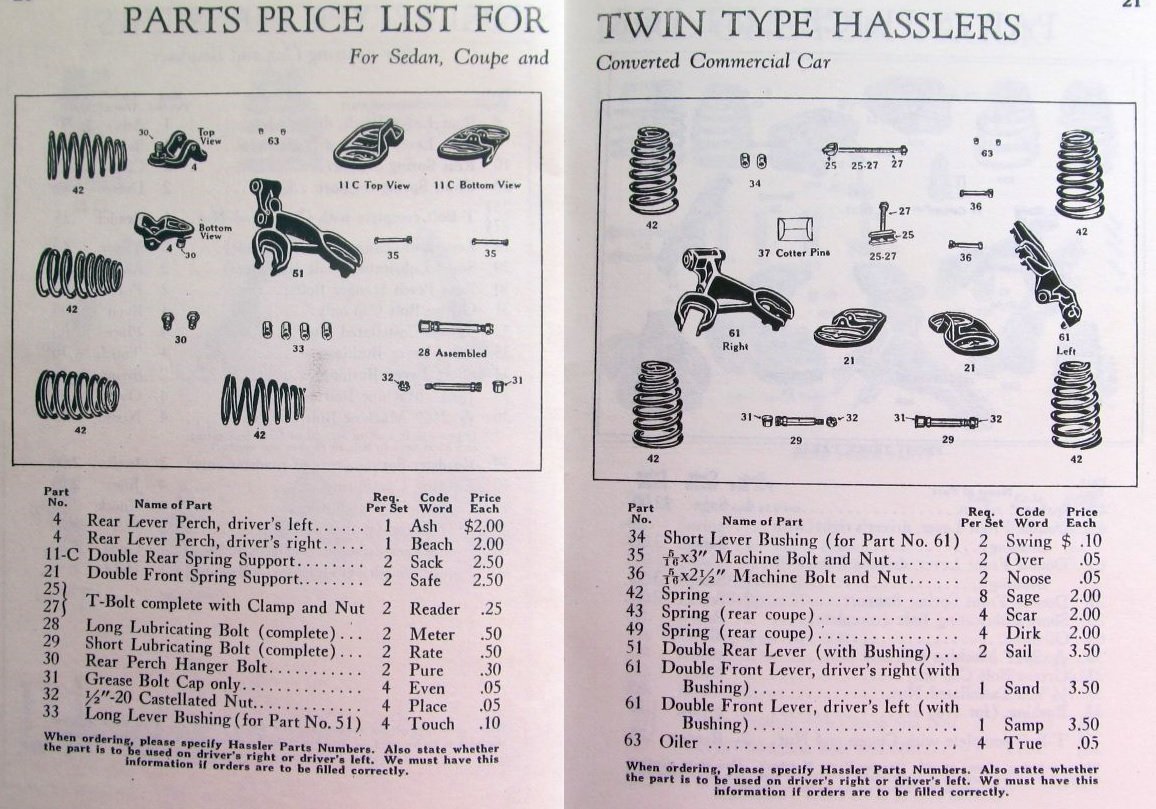 PARTS PRICE LIST FOR
For Sedan, Coupe and
42
30
Top
View
4
63
11C Top View
11C Bottom View
Bottom
View
4
30
51
35
35
42
30
33
28 Assembled
32
31
42
42
Part
No. Name of Part Req.
Per Set Code
Word Price
Each
4 Rear Lever Perch, driver's left...... 1 Ash $2.00
4 Rear Lever Perch, driver's right..... 1 Beach 2.00
11-C Double Rear Spring Support........ 2 Sack 2.50
21 Double Front Spring Support....... 2 Safe 2.50
25}
27} T-Bolt complete with Clamp and Nut 2 Reader .25
28 Long Lubricating Bolt (complete)... 2 Meter .50
29 Short Lubricating Bolt (complete)... 2 Rate .50
30 Rear Perch Hanger Bolt........... 2 Pure .30
31 Grease Bolt Cap only.............. 4 Even .05
32 ½"-20 Castellated Nut............. 4 Place .05
33 Long Lever Bushing (for Part No. 51) 4 Touch .10
When ordering, please specify Hassler Parts Numbers. Also state whether
the part is to be used on driver's right or driver's left. We must have this
information if orders are to be filled correctly.
21
TWIN TYPE HASSLERS
Converted Commercial Car
42
34
25 25-27 27
63
36
42
37 Cotter Pins
27
25
25-27
36
61
Right
21
21
61
Left
42
31 32
29
31 32
29
42
Part
No. Name of Part Req.
Per Set Code
Word Price
Each
34 Short Lever Bushing (for Part No. 61) 2 Swing $ .10
35 5/16x3" Machine Bolt and Nut........ 2 Over .05
36 5/16x2½" Machine Bolt and Nut...... 2 Noose .05
42 Spring ............................ 8 Sage 2.00
43 Spring (rear coupe)................ 4 Scar 2.00
49 Spring (rear coupe)................ 4 Dirk 2.00
51 Double Rear Lever (with Bushing)... 2 Sail 3.50
61 Double Front Lever, driver's right (with
Bushing)........................ 1 Sand 3.50
61 Double Front Lever, driver's left (with
Bushing)........................ 1 Samp 3.50
63 Oiler ............................. 4 True .05
When ordering, please specify Hassler Parts Numbers. Also state whether
the part is to be used on driver's right or driver's left. We must have this
information if orders are to be filled correctly.